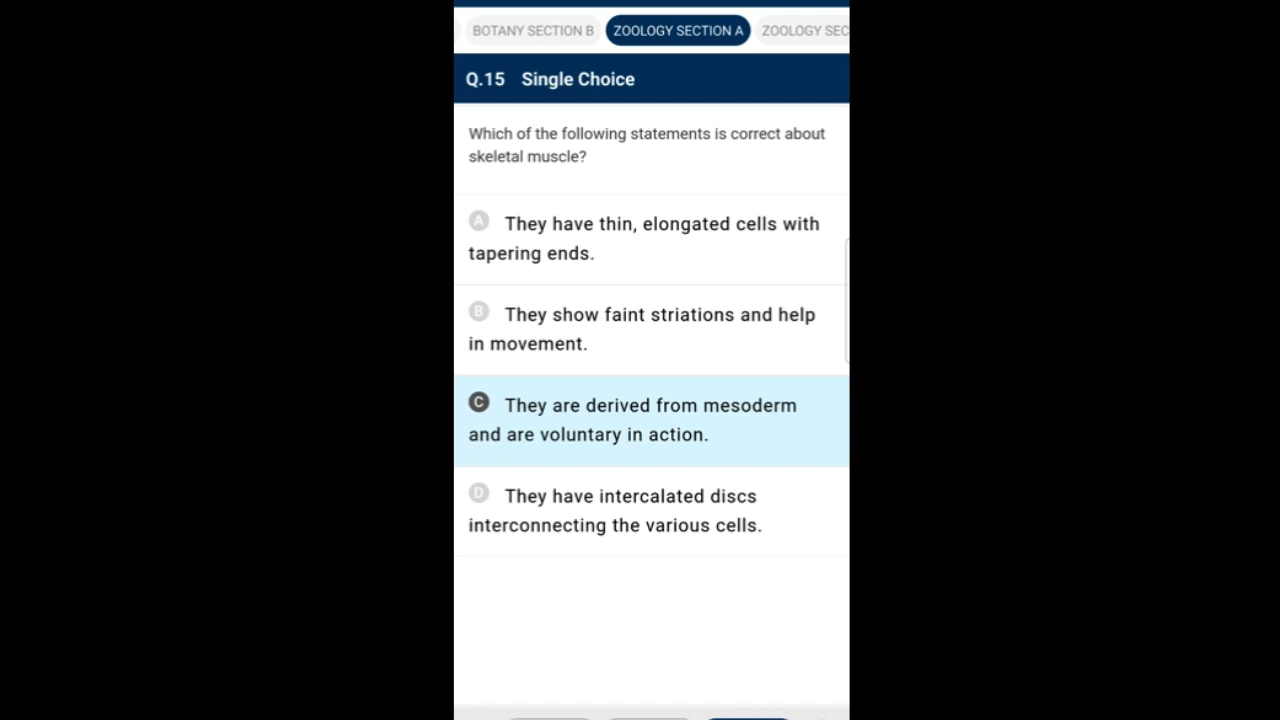 BOTANY SECTION B ZOOLOGY SECTION A ZOOLOGY SEC
Q.15 Single Choice
Which of the following statements is correct about
skeletal muscle?
A They have thin, elongated cells with
tapering ends.
B They show faint striations and help
in movement.
C They are derived from mesoderm
and are voluntary in action.
D They have intercalated discs
interconnecting the various cells.